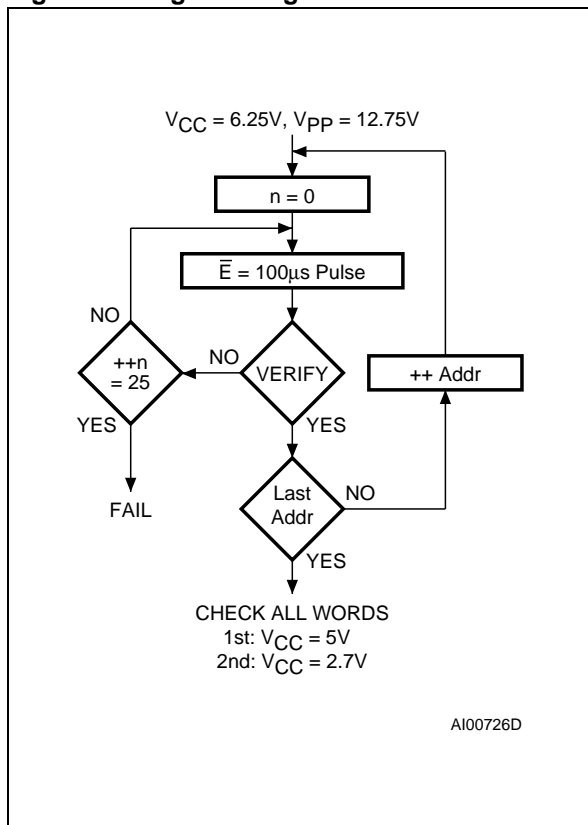 V_CC = 6.25V, V_PP = 12.75V
n = 0
E̅ = 100µs Pulse
NO
++n
= 25
NO
VERIFY
++ Addr
YES
YES
Last
Addr
NO
FAIL
YES
CHECK ALL WORDS
1st: V_CC = 5V
2nd: V_CC = 2.7V
AI00726D